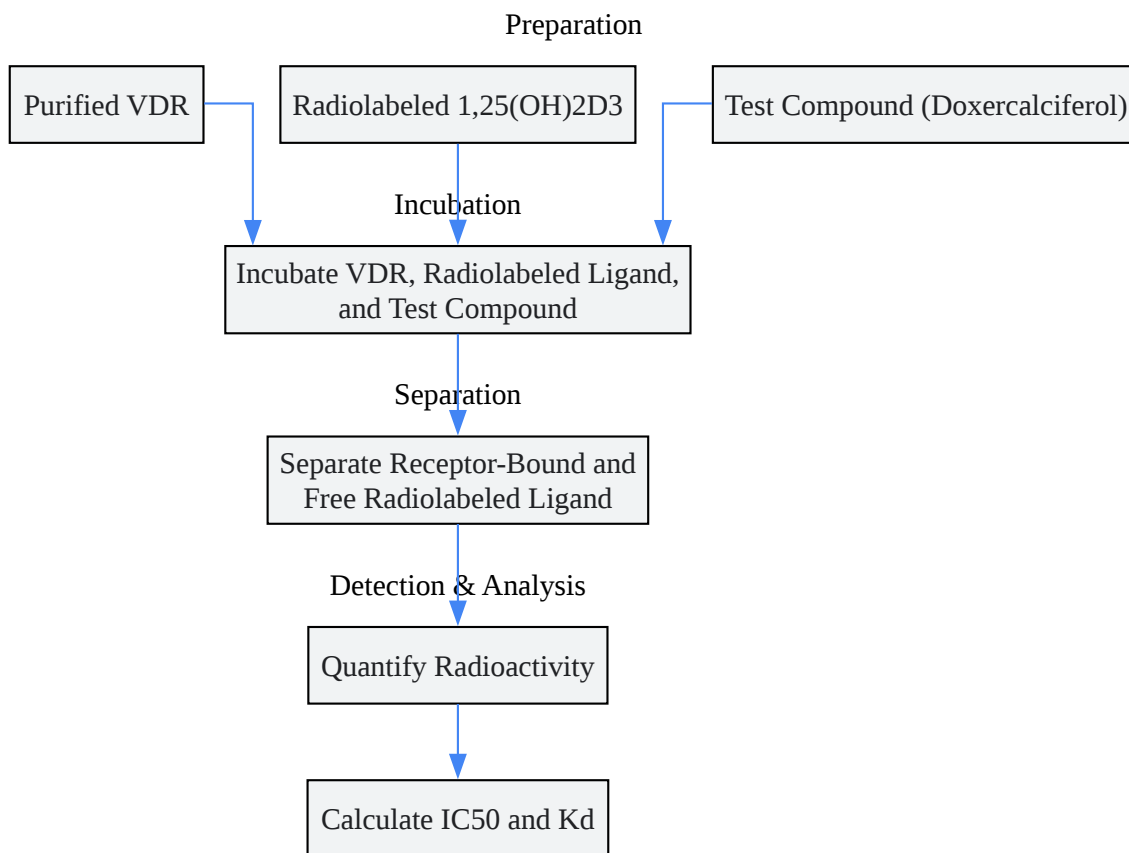 Preparation
Purified VDR
Radiolabeled 1,25(OH)2D3
Test Compound (Doxercalciferol)
Incubation
Incubate VDR, Radiolabeled Ligand,
and Test Compound
Separation
Separate Receptor-Bound and
Free Radiolabeled Ligand
Detection & Analysis
Quantify Radioactivity
Calculate IC50 and Kd